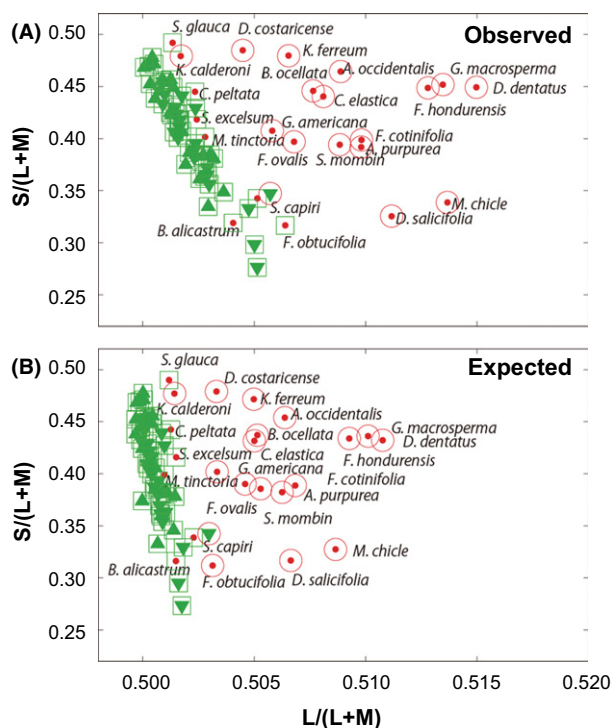 (A)
Observed
S/(L+M)
0.50
0.45
0.40
0.35
0.30
0.25
S. glauca
D. costaricense
K. ferreum
K. calderoni
B. ocellata
A. occidentalis
G. macrosperma
C. peltata
C. elastica
D. dentatus
F. hondurensis
S. excelsum
G. americana
F. cotinifolia
M. tinctoria
F. ovalis
S. mombin
A. purpurea
S. capiri
M. chicle
D. salicifolia
B. alicastrum
F. obtucifolia
(B)
Expected
S/(L+M)
0.50
0.45
0.40
0.35
0.30
0.25
S. glauca
D. costaricense
K. ferreum
K. calderoni
A. occidentalis
C. peltata
B. ocellata
G. macrosperma
D. dentatus
S. excelsum
C. elastica
F. hondurensis
G. americana
F. cotinifolia
M. tinctoria
A. purpurea
F. ovalis
S. mombin
S. capiri
M. chicle
B. alicastrum
F. obtucifolia
D. salicifolia
0.500 0.505 0.510 0.515 0.520
L/(L+M)